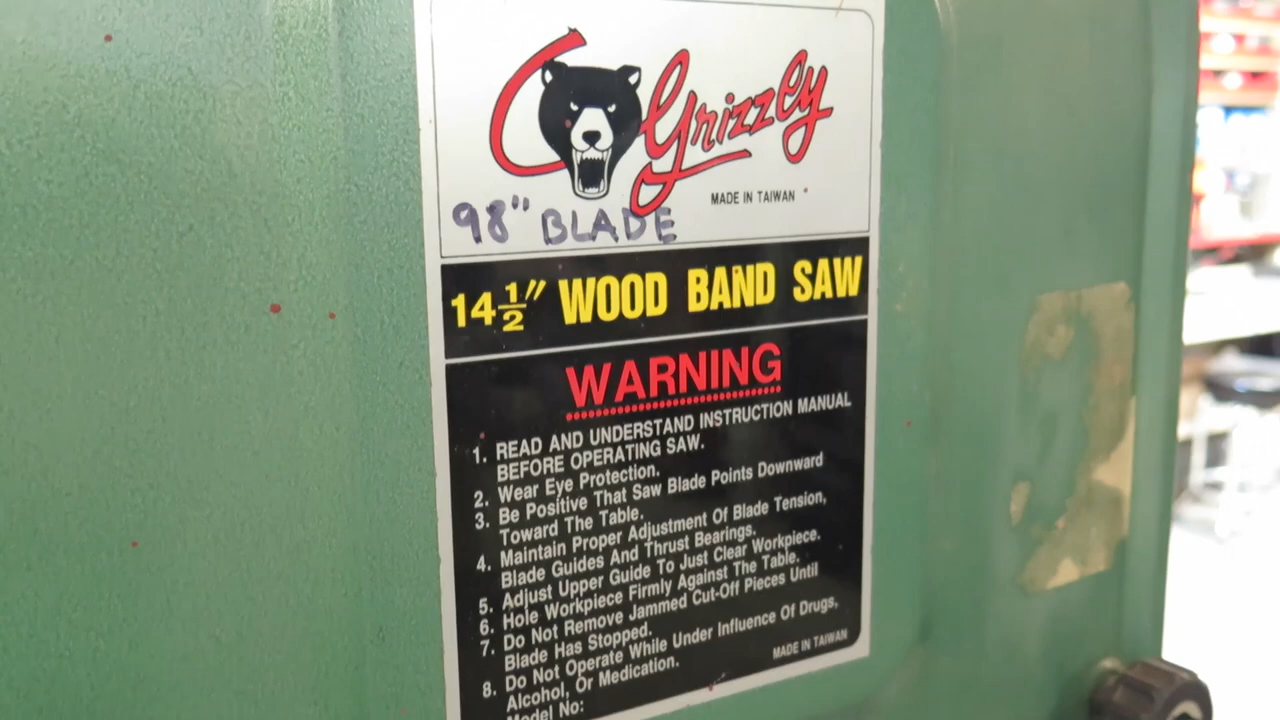 Grizzly
MADE IN TAIWAN
98" BLADE
14 1/2" WOOD BAND SAW
WARNING
1. READ AND UNDERSTAND INSTRUCTION MANUAL
BEFORE OPERATING SAW.
2. Wear Eye Protection.
3. Be Positive That Saw Blade Points Downward
Toward The Table.
4. Maintain Proper Adjustment Of Blade Tension,
Blade Guides And Thrust Bearings.
5. Adjust Upper Guide To Just Clear Workpiece.
6. Hole Workpiece Firmly Against The Table.
7. Do Not Remove Jammed Cut-Off Pieces Until
Blade Has Stopped.
8. Do Not Operate While Under Influence Of Drugs,
Alcohol, Or Medication.
MADE IN TAIWAN
Model No: